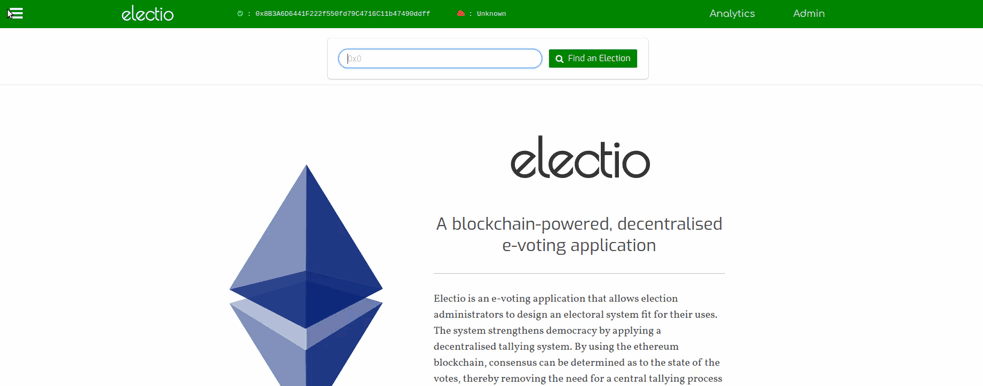 electio
: 0x8B3A6D6441F222f550fd79C4716C11b47490ddff
: Unknown
Analytics
Admin
0x0
Find an Election
electio
A blockchain-powered, decentralised
e-voting application
Electio is an e-voting application that allows election
administrators to design an electoral system fit for their uses.
The system strengthens democracy by applying a
decentralised tallying system. By using the ethereum
blockchain, consensus can be determined as to the state of the
votes, thereby removing the need for a central tallying process